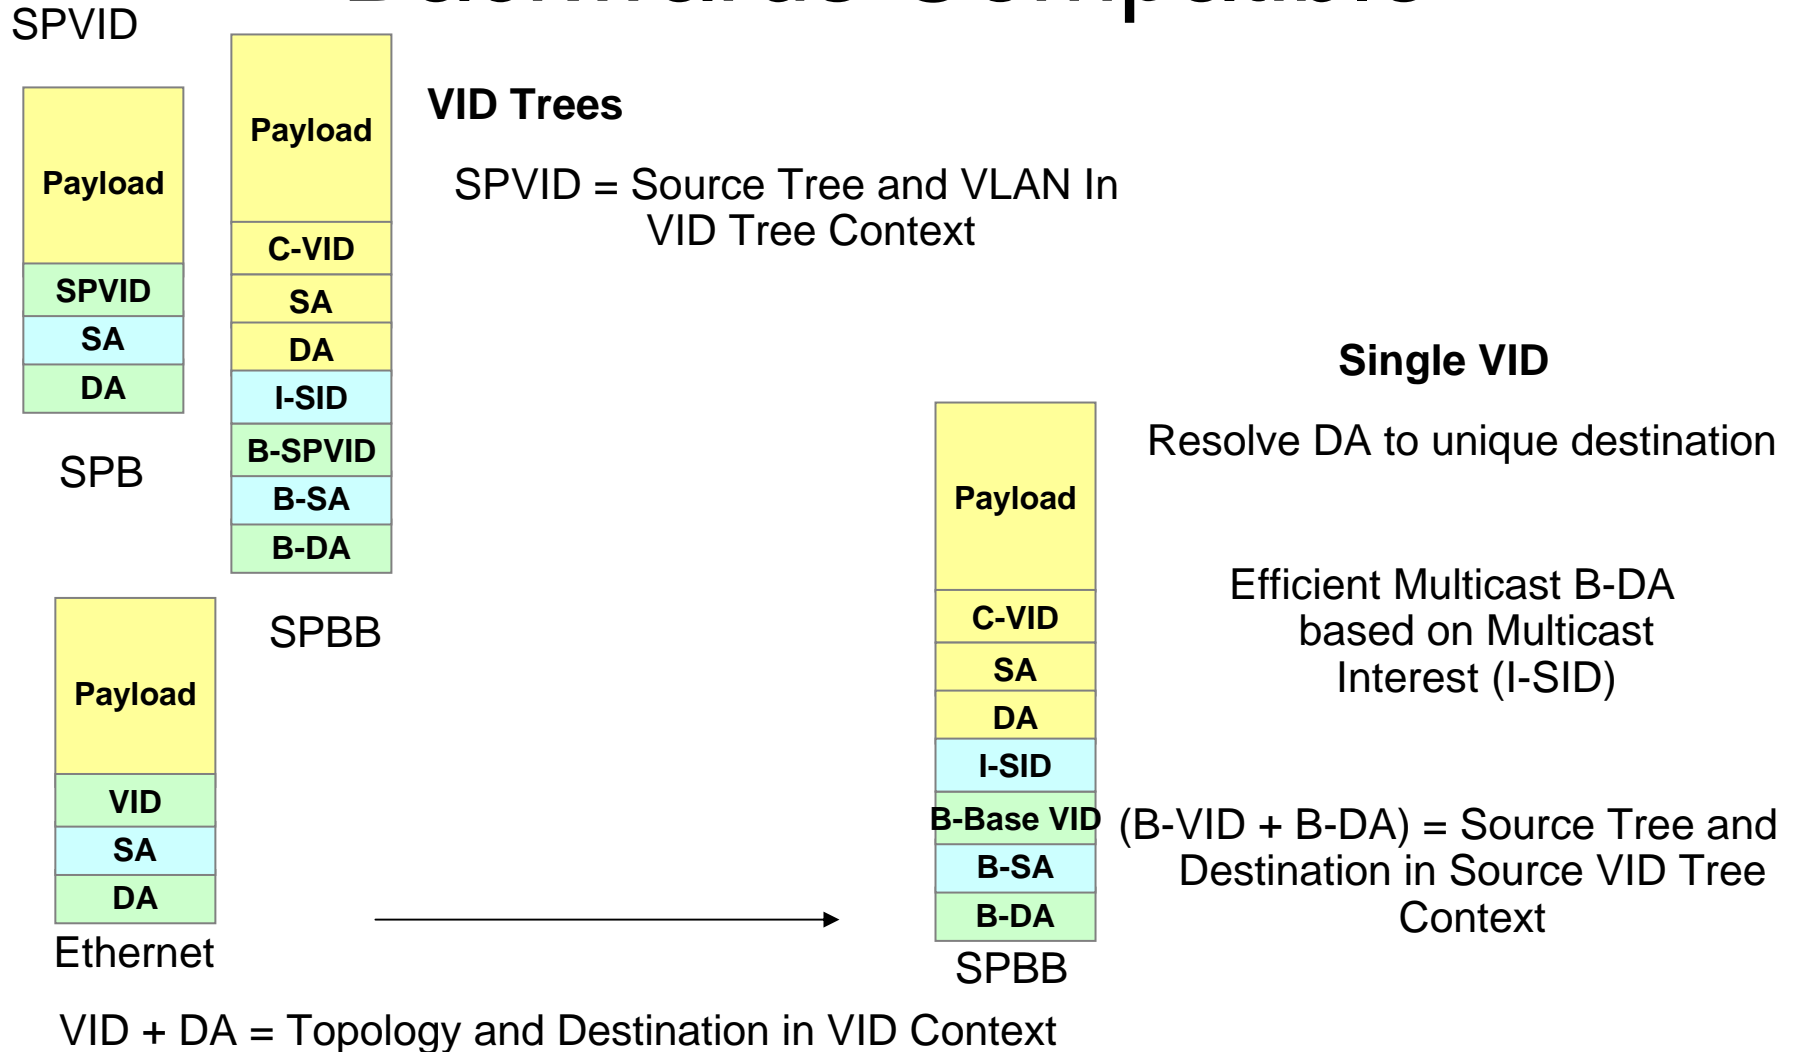 Backwards Compatible
SPVID
Payload
SPVID
SA
DA
SPB
Payload
C-VID
SA
DA
I-SID
B-SPVID
B-SA
B-DA
SPBB
VID Trees
SPVID = Source Tree and VLAN In
VID Tree Context
Payload
VID
SA
DA
Ethernet
VID + DA = Topology and Destination in VID Context
Payload
C-VID
SA
DA
I-SID
B-Base VID
B-SA
B-DA
SPBB
Single VID
Resolve DA to unique destination
Efficient Multicast B-DA
based on Multicast
Interest (I-SID)
(B-VID + B-DA) = Source Tree and
Destination in Source VID Tree
Context